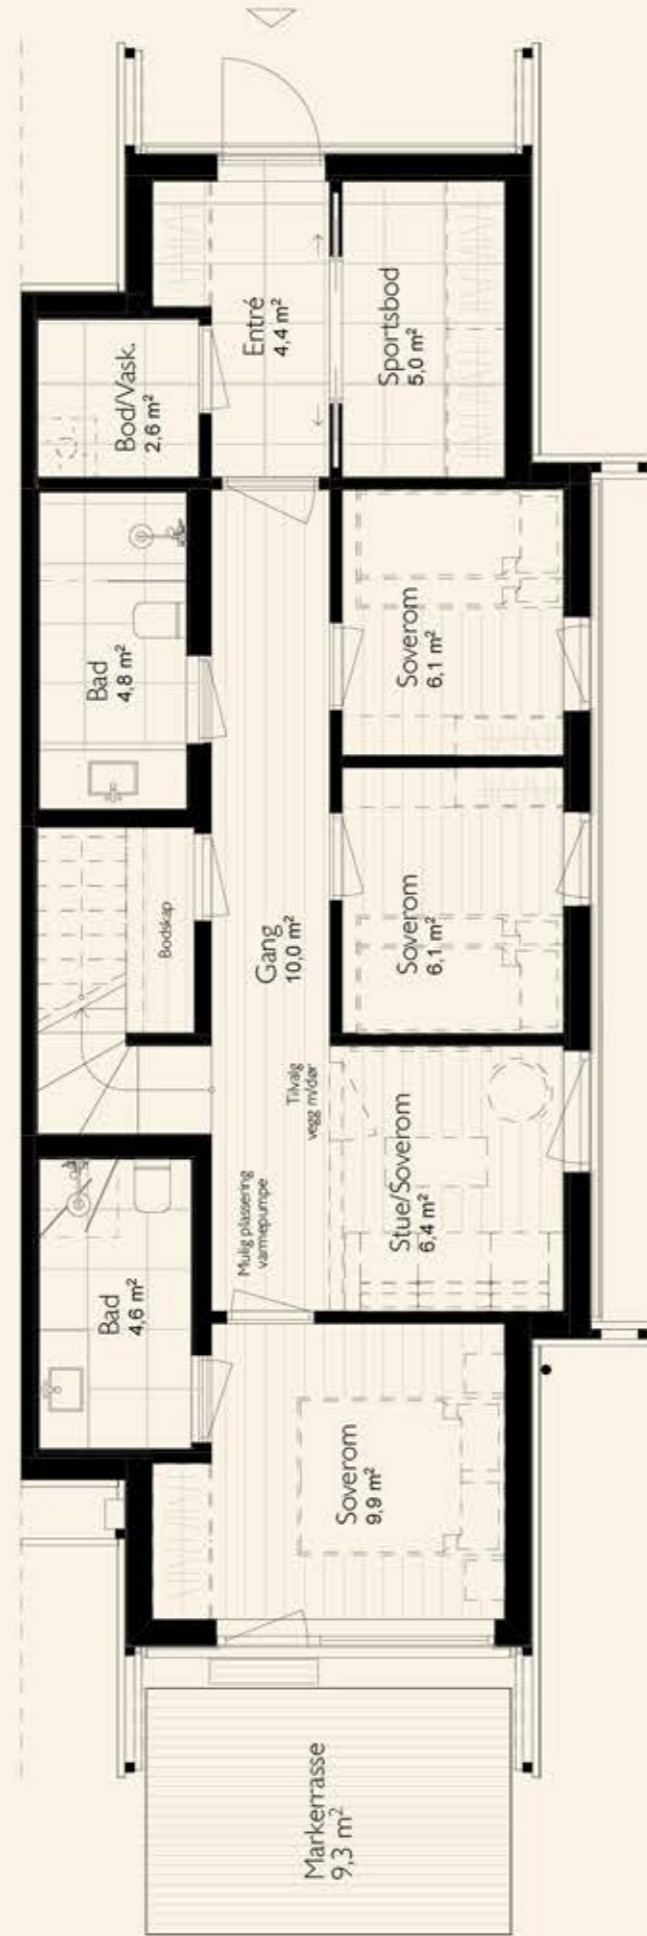 Entré
4,4 m²
Sportsbod
5,0 m²
Bod/Vask.
2,6 m²
Bad
4,8 m²
Soverom
6,1 m²
Bodskap
Gang
10,0 m²
Soverom
6,1 m²
Tilvalg
vegg m/dør
Mulig plassering
varmepumpe
Stue/Soverom
6,4 m²
Bad
4,6 m²
Soverom
9,9 m²
Markterrasse
9,3 m²